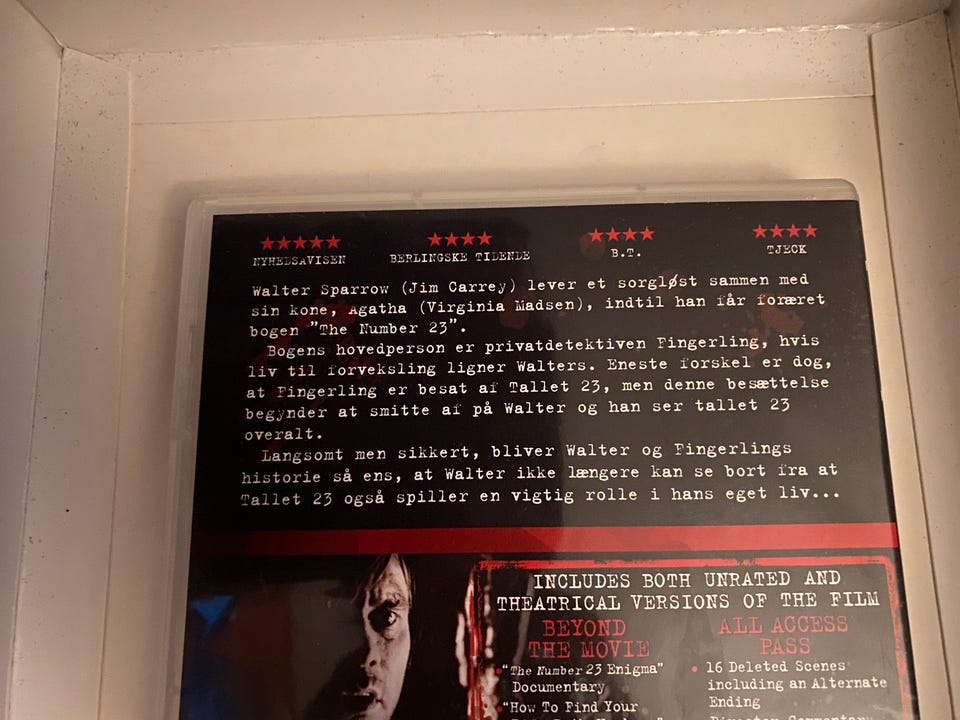 ★★★★★ ★★★★ ★★★★ ★★★★
NYHEDSAVISEN BERLINGSKE TIDENDE B.T. TJECK
Walter Sparrow (Jim Carrey) lever et sorgløst sammen med
sin kone, Agatha (Virginia Madsen), indtil han får foræret
bogen "The Number 23".
Bogens hovedperson er privatdetektiven Fingerling, hvis
liv til forveksling ligner Walters. Eneste forskel er dog,
at Fingerling er besat af Tallet 23, men denne besættelse
begynder at smitte af på Walter og han ser tallet 23
overalt.
Langsomt men sikkert, bliver Walter og Fingerlings
historie så ens, at Walter ikke længere kan se bort fra at
Tallet 23 også spiller en vigtig rolle i hans eget liv...
INCLUDES BOTH UNRATED AND
THEATRICAL VERSIONS OF THE FILM
BEYOND
THE MOVIE
"The Number 23 Enigma"
Documentary
"How To Find Your
ALL ACCESS
PASS
• 16 Deleted Scenes
including an Alternate
Ending